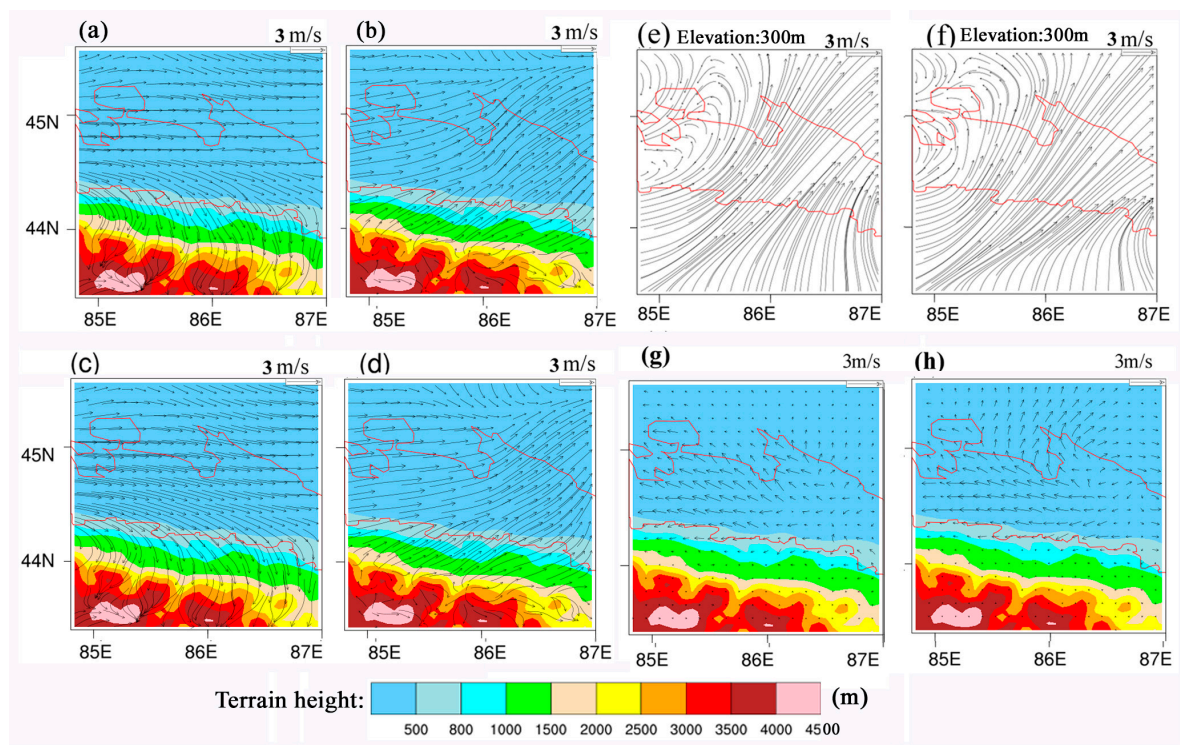 (a) 3 m/s
(b) 3 m/s
(e) Elevation:300m 3 m/s
(f) Elevation:300m 3 m/s
45N
44N
85E 86E 87E
85E 86E 87E
85E 86E 87E
85E 86E 87E
(c) 3 m/s
(d) 3 m/s
(g) 3m/s
(h) 3m/s
45N
44N
85E 86E 87E
85E 86E 87E
85E 86E 87E
85E 86E 87E
Terrain height: (m)
500 800 1000 1500 2000 2500 3000 3500 4000 4500